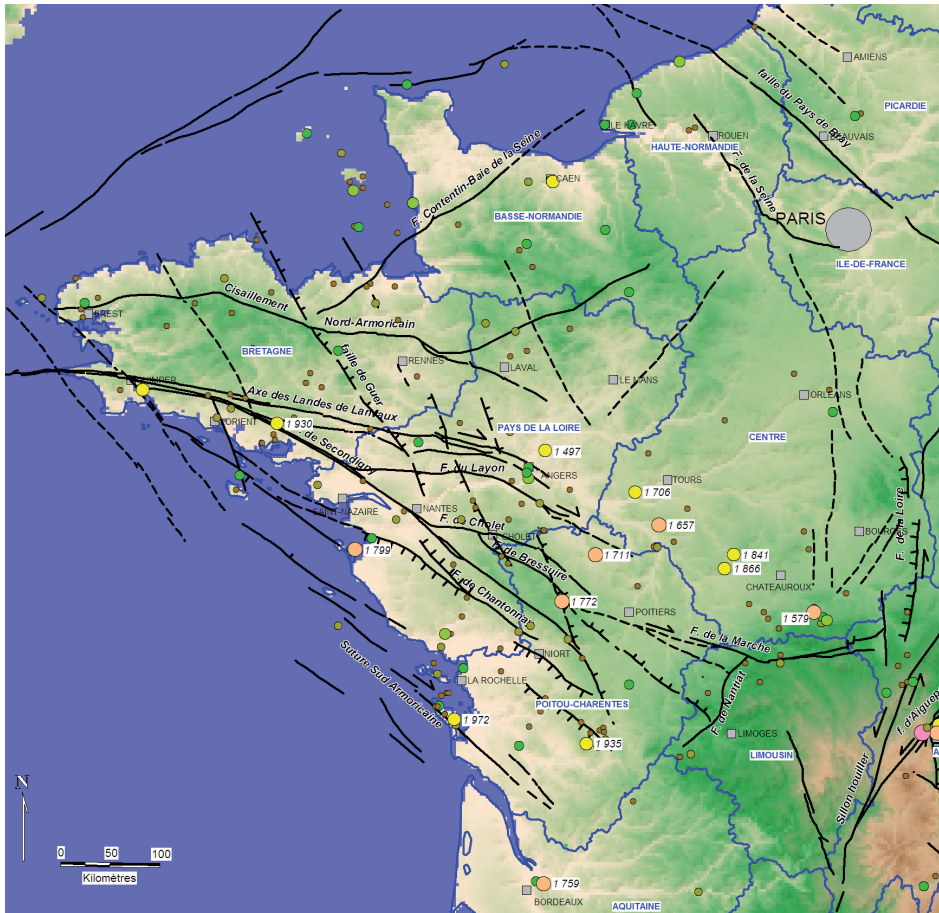 AMIENS
faille du Pays de Bray
PICARDIE
LE HAVRE
ROUEN
BEAUVAIS
HAUTE-NORMANDIE
F. de la Seine
CAEN
F. Contentin-Baie de la Seine
BASSE-NORMANDIE
PARIS
ILE-DE-FRANCE
Cisaillement
Nord-Armoricain
BREST
BRETAGNE
faille de Guer
RENNES
LAVAL
LE MANS
ORLEANS
Axe des Landes de Lanvaux
LORIENT
1 930
de Secondigny
PAYS DE LA LOIRE
CENTRE
1 497
F. du Layon
ANGERS
TOURS
1 706
F. de la Loire
SAINT-NAZAIRE
NANTES
F. de Cholet
CHOLET
1 657
BOURGES
1 799
F. de Bressuire
1 711
1 841
1 866
CHATEAUROUX
F. de Chantonna
1 772
POITIERS
1 579
F. de la Marche
NIORT
Suture Sud Armoricaine
LA ROCHELLE
F. de Nantiat
POITOU-CHARENTES
1 972
1 935
LIMOGES
LIMOUSIN
f. d'Aiguep
A
Sillon houiller
N
0 50 100
Kilomètres
1 759
BORDEAUX
AQUITAINE